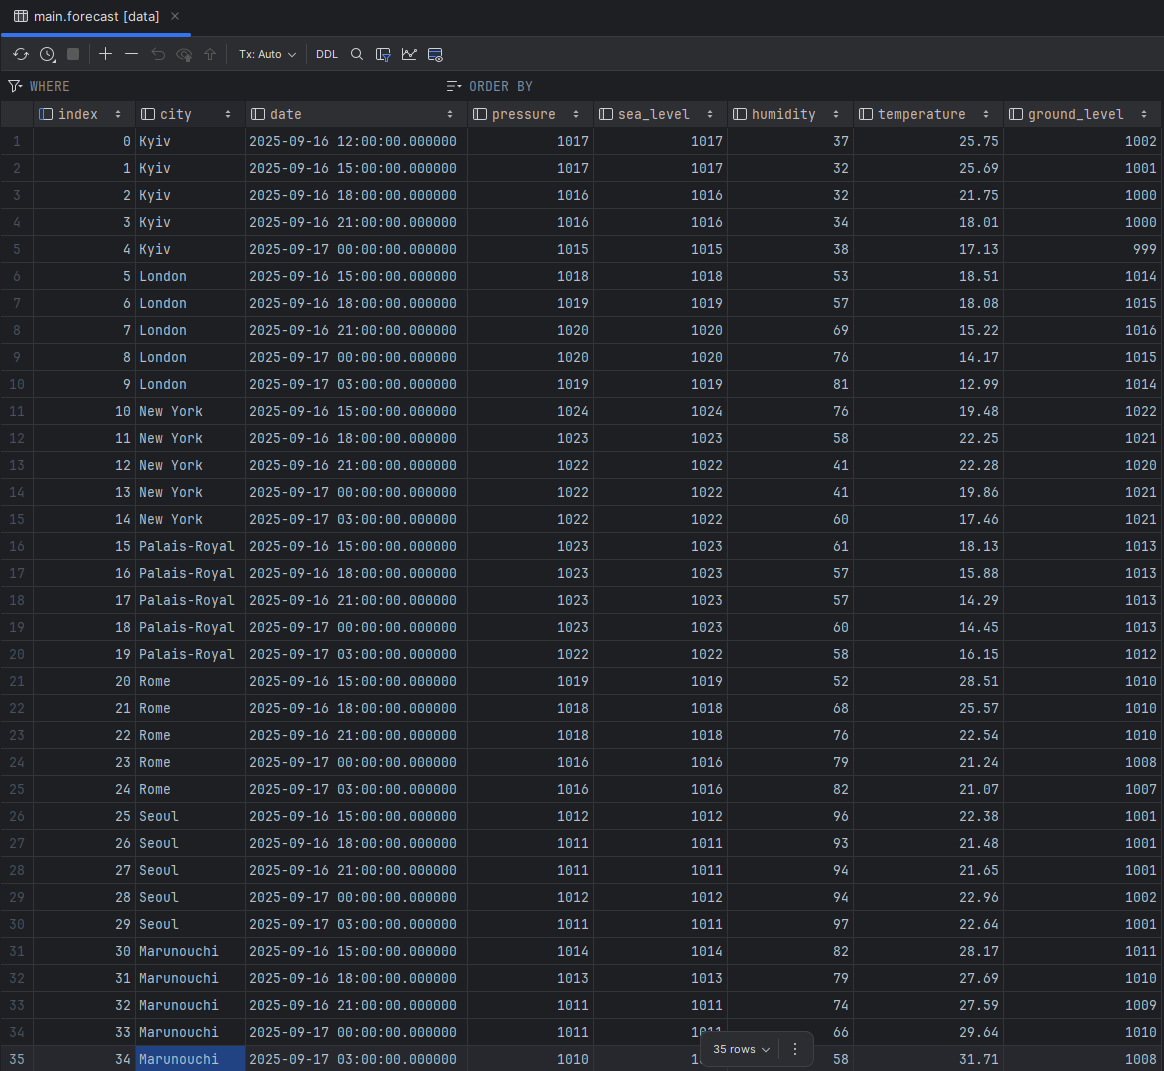 main.forecast [data]
Tx: Auto DDL
WHERE ORDER BY
index city date pressure sea_level humidity temperature ground_level
1 0 Kyiv 2025-09-16 12:00:00.000000 1017 1017 37 25.75 1002
2 1 Kyiv 2025-09-16 15:00:00.000000 1017 1017 32 25.69 1001
3 2 Kyiv 2025-09-16 18:00:00.000000 1016 1016 32 21.75 1000
4 3 Kyiv 2025-09-16 21:00:00.000000 1016 1016 34 18.01 1000
5 4 Kyiv 2025-09-17 00:00:00.000000 1015 1015 38 17.13 999
6 5 London 2025-09-16 15:00:00.000000 1018 1018 53 18.51 1014
7 6 London 2025-09-16 18:00:00.000000 1019 1019 57 18.08 1015
8 7 London 2025-09-16 21:00:00.000000 1020 1020 69 15.22 1016
9 8 London 2025-09-17 00:00:00.000000 1020 1020 76 14.17 1015
10 9 London 2025-09-17 03:00:00.000000 1019 1019 81 12.99 1014
11 10 New York 2025-09-16 15:00:00.000000 1024 1024 76 19.48 1022
12 11 New York 2025-09-16 18:00:00.000000 1023 1023 58 22.25 1021
13 12 New York 2025-09-16 21:00:00.000000 1022 1022 41 22.28 1020
14 13 New York 2025-09-17 00:00:00.000000 1022 1022 41 19.86 1021
15 14 New York 2025-09-17 03:00:00.000000 1022 1022 60 17.46 1021
16 15 Palais-Royal 2025-09-16 15:00:00.000000 1023 1023 61 18.13 1013
17 16 Palais-Royal 2025-09-16 18:00:00.000000 1023 1023 57 15.88 1013
18 17 Palais-Royal 2025-09-16 21:00:00.000000 1023 1023 57 14.29 1013
19 18 Palais-Royal 2025-09-17 00:00:00.000000 1023 1023 60 14.45 1013
20 19 Palais-Royal 2025-09-17 03:00:00.000000 1022 1022 58 16.15 1012
21 20 Rome 2025-09-16 15:00:00.000000 1019 1019 52 28.51 1010
22 21 Rome 2025-09-16 18:00:00.000000 1018 1018 68 25.57 1010
23 22 Rome 2025-09-16 21:00:00.000000 1018 1018 76 22.54 1010
24 23 Rome 2025-09-17 00:00:00.000000 1016 1016 79 21.24 1008
25 24 Rome 2025-09-17 03:00:00.000000 1016 1016 82 21.07 1007
26 25 Seoul 2025-09-16 15:00:00.000000 1012 1012 96 22.38 1001
27 26 Seoul 2025-09-16 18:00:00.000000 1011 1011 93 21.48 1001
28 27 Seoul 2025-09-16 21:00:00.000000 1011 1011 94 21.65 1001
29 28 Seoul 2025-09-17 00:00:00.000000 1012 1012 94 22.96 1002
30 29 Seoul 2025-09-17 03:00:00.000000 1011 1011 97 22.64 1001
31 30 Marunouchi 2025-09-16 15:00:00.000000 1014 1014 82 28.17 1011
32 31 Marunouchi 2025-09-16 18:00:00.000000 1013 1013 79 27.69 1010
33 32 Marunouchi 2025-09-16 21:00:00.000000 1011 1011 74 27.59 1009
34 33 Marunouchi 2025-09-17 00:00:00.000000 1011 1011 66 29.64 1010
35 34 Marunouchi 2025-09-17 03:00:00.000000 1010 58 31.71 1008
35 rows